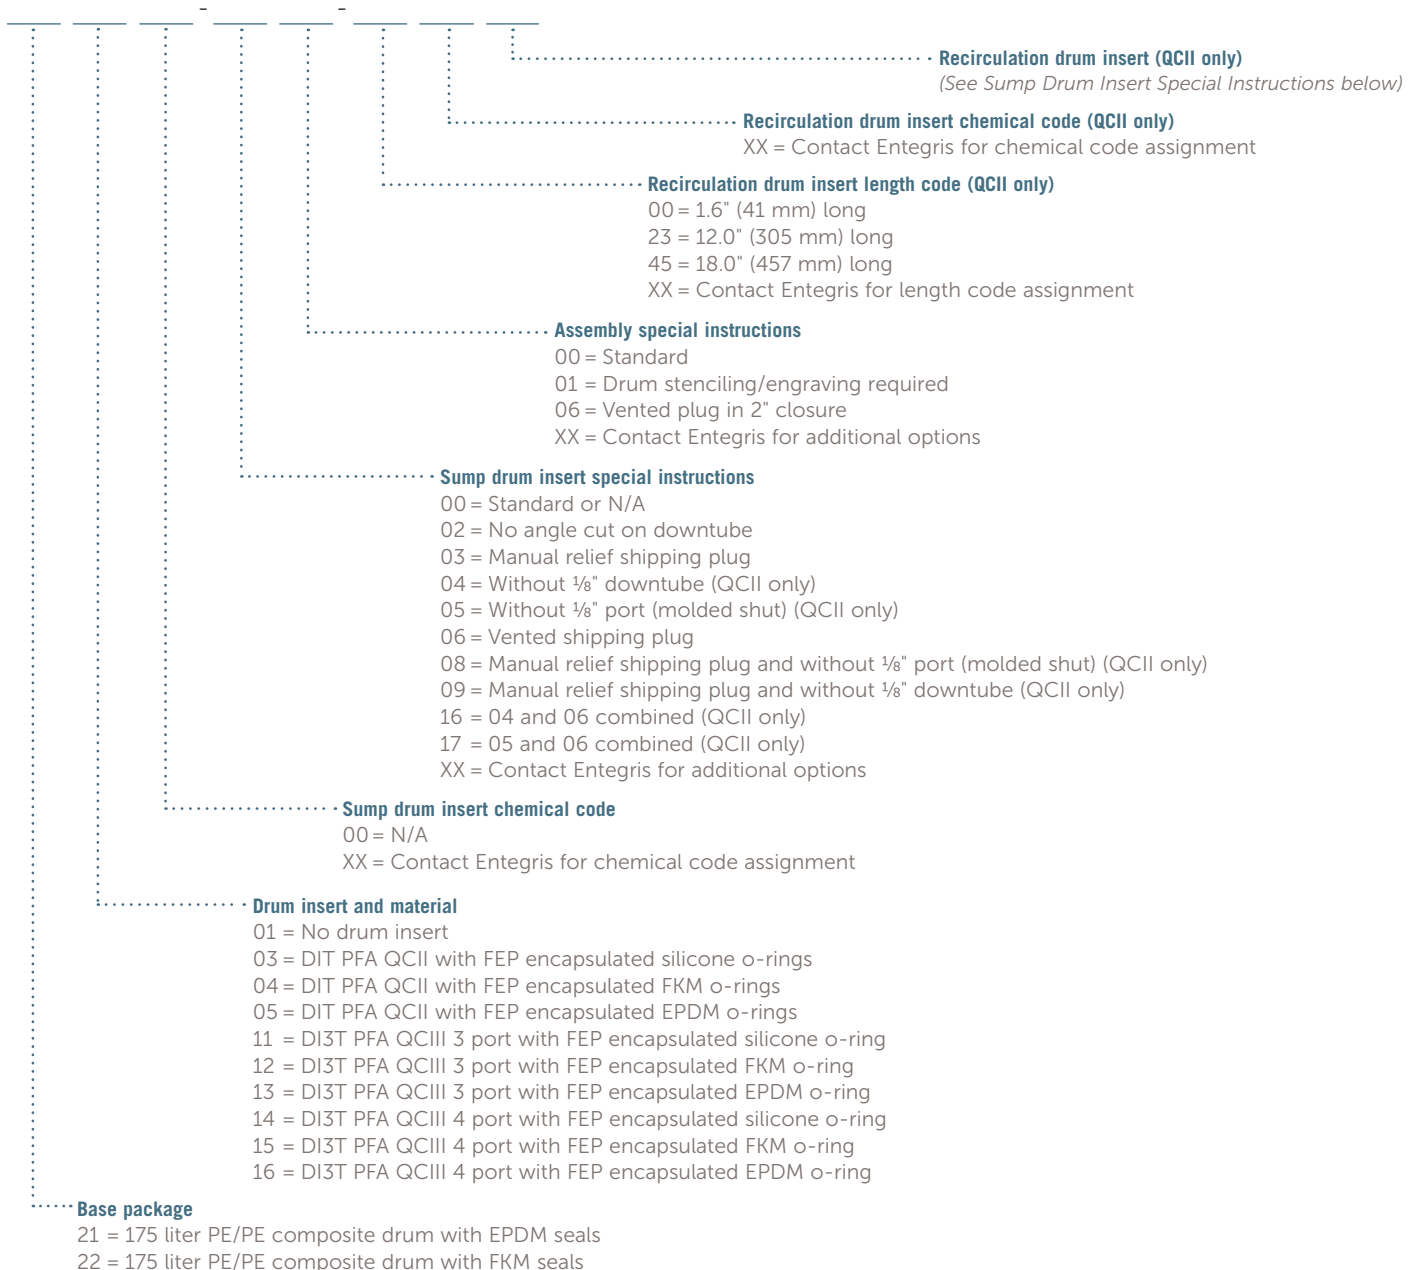 - -
Recirculation drum insert (QCII only)
(See Sump Drum Insert Special Instructions below)
Recirculation drum insert chemical code (QCII only)
XX = Contact Entegris for chemical code assignment
Recirculation drum insert length code (QCII only)
00 = 1.6" (41 mm) long
23 = 12.0" (305 mm) long
45 = 18.0" (457 mm) long
XX = Contact Entegris for length code assignment
Assembly special instructions
00 = Standard
01 = Drum stenciling/engraving required
06 = Vented plug in 2" closure
XX = Contact Entegris for additional options
Sump drum insert special instructions
00 = Standard or N/A
02 = No angle cut on downtube
03 = Manual relief shipping plug
04 = Without ⅛" downtube (QCII only)
05 = Without ⅛" port (molded shut) (QCII only)
06 = Vented shipping plug
08 = Manual relief shipping plug and without ⅛" port (molded shut) (QCII only)
09 = Manual relief shipping plug and without ⅛" downtube (QCII only)
16 = 04 and 06 combined (QCII only)
17 = 05 and 06 combined (QCII only)
XX = Contact Entegris for additional options
Sump drum insert chemical code
00 = N/A
XX = Contact Entegris for chemical code assignment
Drum insert and material
01 = No drum insert
03 = DIT PFA QCII with FEP encapsulated silicone o-rings
04 = DIT PFA QCII with FEP encapsulated FKM o-rings
05 = DIT PFA QCII with FEP encapsulated EPDM o-rings
11 = DI3T PFA QCIII 3 port with FEP encapsulated silicone o-ring
12 = DI3T PFA QCIII 3 port with FEP encapsulated FKM o-ring
13 = DI3T PFA QCIII 3 port with FEP encapsulated EPDM o-ring
14 = DI3T PFA QCIII 4 port with FEP encapsulated silicone o-ring
15 = DI3T PFA QCIII 4 port with FEP encapsulated FKM o-ring
16 = DI3T PFA QCIII 4 port with FEP encapsulated EPDM o-ring
Base package
21 = 175 liter PE/PE composite drum with EPDM seals
22 = 175 liter PE/PE composite drum with FKM seals